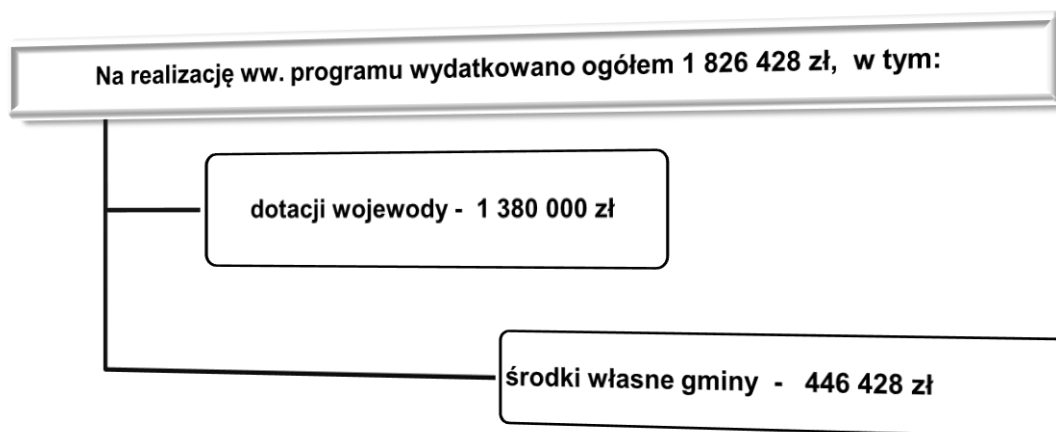 Na realizację ww. programu wydatkowano ogółem 1 826 428 zł, w tym:
dotacji wojewody - 1 380 000 zł
środki własne gminy - 446 428 zł